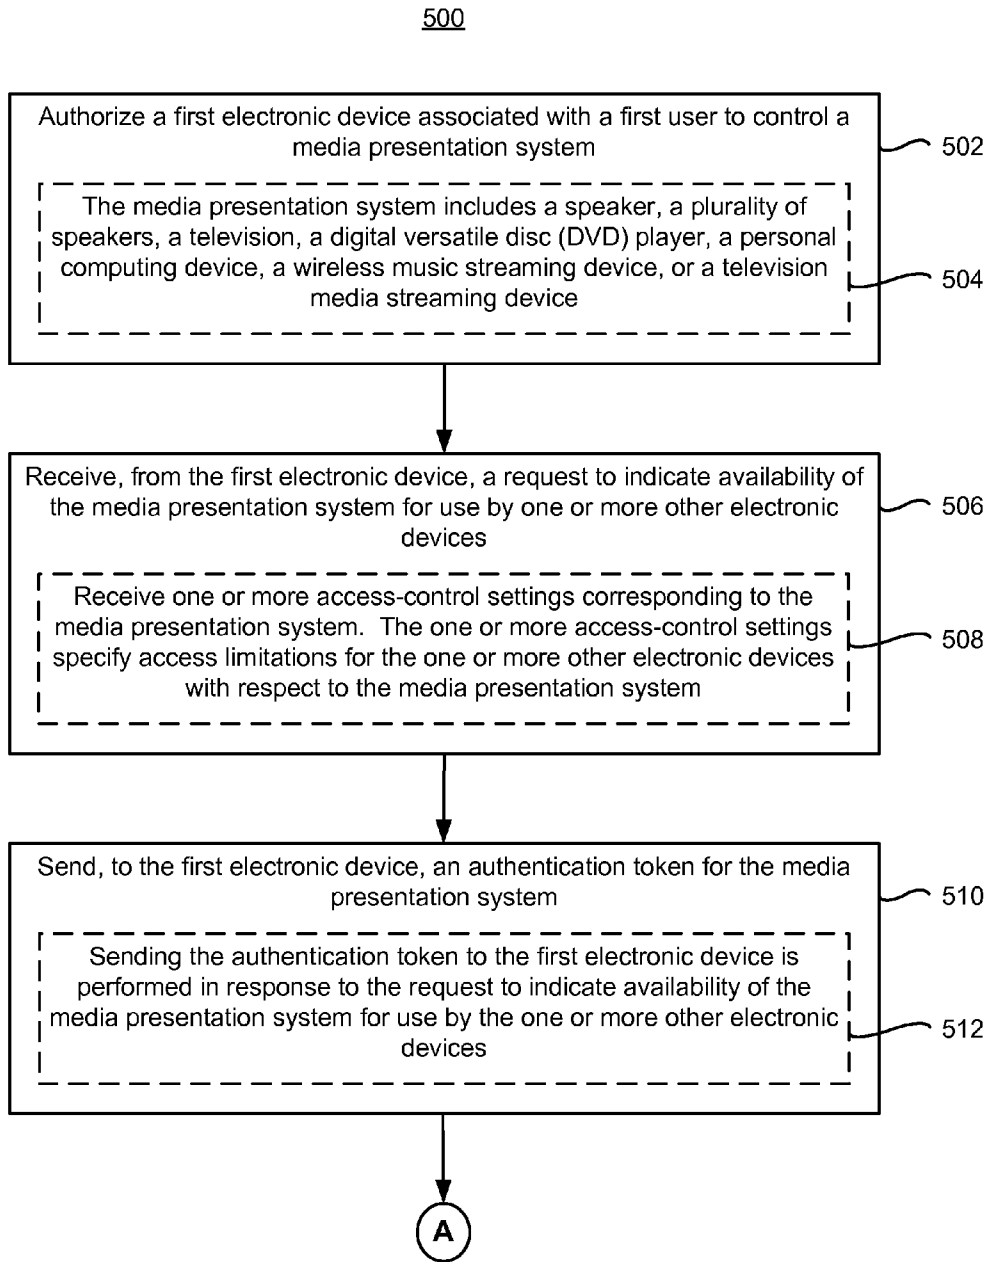 500
Authorize a first electronic device associated with a first user to control a
media presentation system
502
The media presentation system includes a speaker, a plurality of
speakers, a television, a digital versatile disc (DVD) player, a personal
computing device, a wireless music streaming device, or a television
media streaming device
504
Receive, from the first electronic device, a request to indicate availability of
the media presentation system for use by one or more other electronic
devices
506
Receive one or more access-control settings corresponding to the
media presentation system.  The one or more access-control settings
specify access limitations for the one or more other electronic devices
with respect to the media presentation system
508
Send, to the first electronic device, an authentication token for the media
presentation system
510
Sending the authentication token to the first electronic device is
performed in response to the request to indicate availability of the
media presentation system for use by the one or more other electronic
devices
512
A